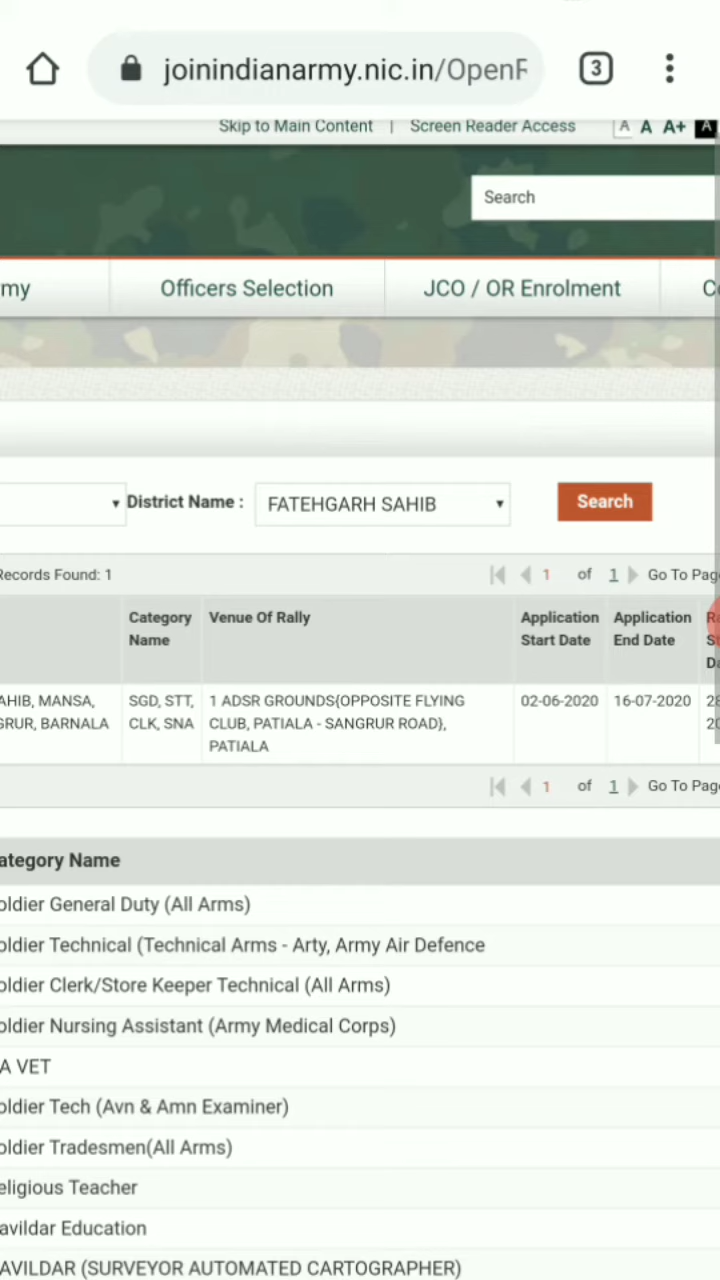 joinindianarmy.nic.in/OpenF
3
Skip to Main Content | Screen Reader Access A A A+ A
Search
my Officers Selection JCO / OR Enrolment Co
District Name : FATEHGARH SAHIB Search
Records Found: 1 1 of 1 Go To Pag
Category Name Venue Of Rally Application Start Date Application End Date
AHIB, MANSA, SGD, STT, 1 ADSR GROUNDS{OPPOSITE FLYING 02-06-2020 16-07-2020 28
GRUR, BARNALA CLK, SNA CLUB, PATIALA - SANGRUR ROAD}, 20
PATIALA
1 of 1 Go To Pag
ategory Name
oldier General Duty (All Arms)
oldier Technical (Technical Arms - Arty, Army Air Defence
oldier Clerk/Store Keeper Technical (All Arms)
oldier Nursing Assistant (Army Medical Corps)
A VET
oldier Tech (Avn & Amn Examiner)
oldier Tradesmen(All Arms)
eligious Teacher
avildar Education
AVILDAR (SURVEYOR AUTOMATED CARTOGRAPHER)